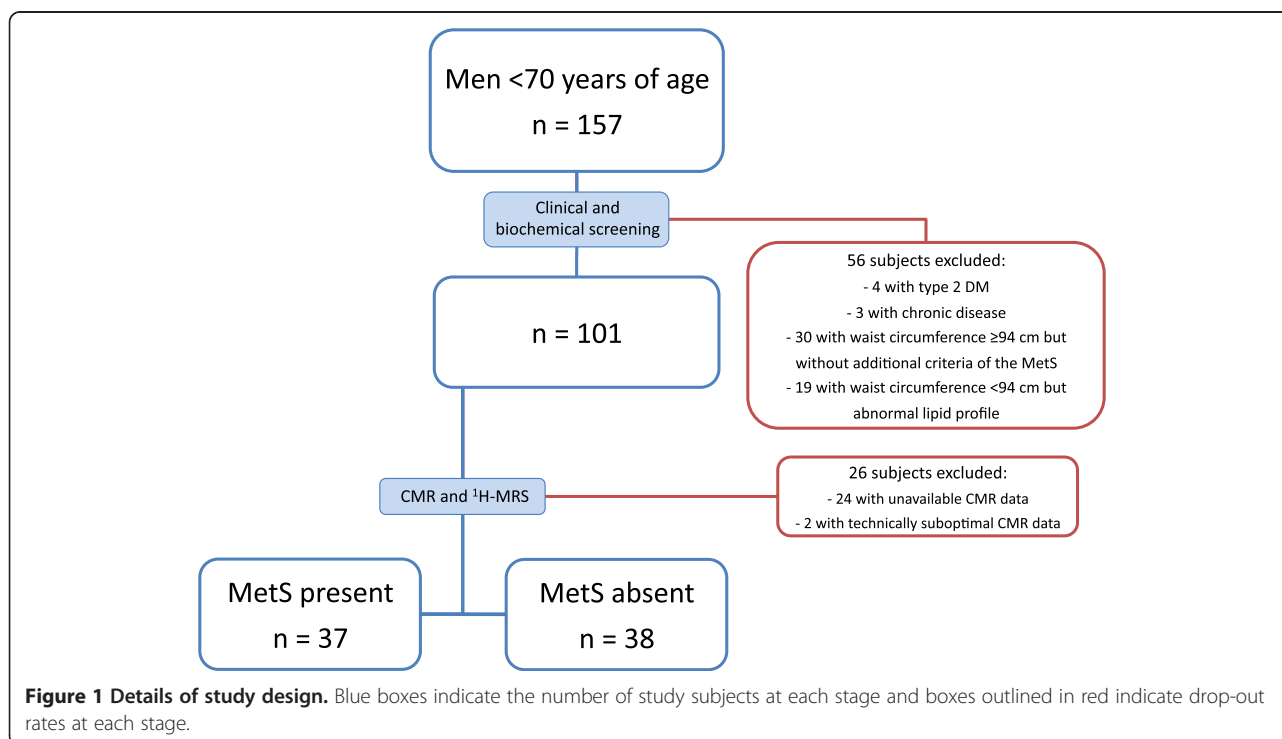 Men <70 years of age
n = 157
Clinical and
biochemical screening
56 subjects excluded:
- 4 with type 2 DM
- 3 with chronic disease
- 30 with waist circumference ≥94 cm but
without additional criteria of the MetS
- 19 with waist circumference <94 cm but
abnormal lipid profile
n = 101
CMR and ¹H-MRS
26 subjects excluded:
- 24 with unavailable CMR data
- 2 with technically suboptimal CMR data
MetS present
n = 37
MetS absent
n = 38
Figure 1 Details of study design. Blue boxes indicate the number of study subjects at each stage and boxes outlined in red indicate drop-out
rates at each stage.